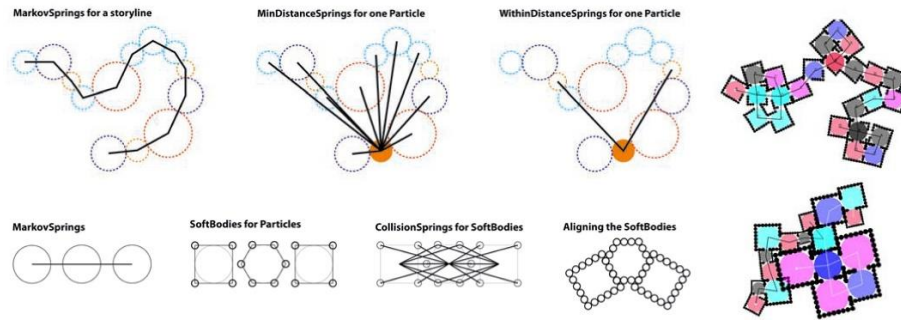 MarkovSprings for a storyline
MinDistanceSprings for one Particle
WithinDistanceSprings for one Particle
MarkovSprings
SoftBodies for Particles
CollisionSprings for SoftBodies
Aligning the SoftBodies